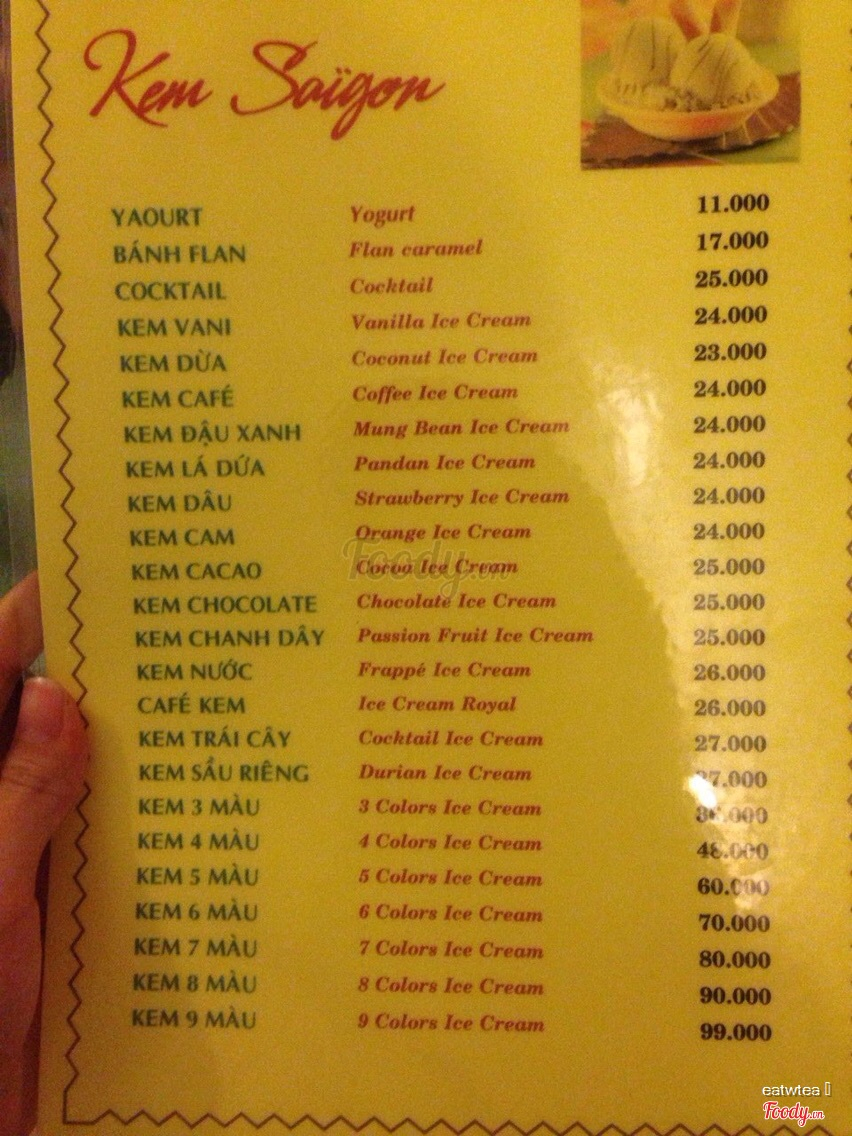 Kem Saïgon
YAOURT Yogurt 11.000
BÁNH FLAN Flan caramel 17.000
COCKTAIL Cocktail 25.000
KEM VANI Vanilla Ice Cream 24.000
KEM DỪA Coconut Ice Cream 23.000
KEM CAFÉ Coffee Ice Cream 24.000
KEM ĐẬU XANH Mung Bean Ice Cream 24.000
KEM LÁ DỨA Pandan Ice Cream 24.000
KEM DÂU Strawberry Ice Cream 24.000
KEM CAM Orange Ice Cream 24.000
KEM CACAO Cocoa Ice Cream 25.000
KEM CHOCOLATE Chocolate Ice Cream 25.000
KEM CHANH DÂY Passion Fruit Ice Cream 25.000
KEM NƯỚC Frappé Ice Cream 26.000
CAFÉ KEM Ice Cream Royal 26.000
KEM TRÁI CÂY Cocktail Ice Cream 27.000
KEM SẦU RIÊNG Durian Ice Cream
KEM 3 MÀU 3 Colors Ice Cream
KEM 4 MÀU 4 Colors Ice Cream 48.000
KEM 5 MÀU 5 Colors Ice Cream 60.000
KEM 6 MÀU 6 Colors Ice Cream 70.000
KEM 7 MÀU 7 Colors Ice Cream 80.000
KEM 8 MÀU 8 Colors Ice Cream 90.000
KEM 9 MÀU 9 Colors Ice Cream 99.000
Foody.vn
eatwtea
Foody.vn